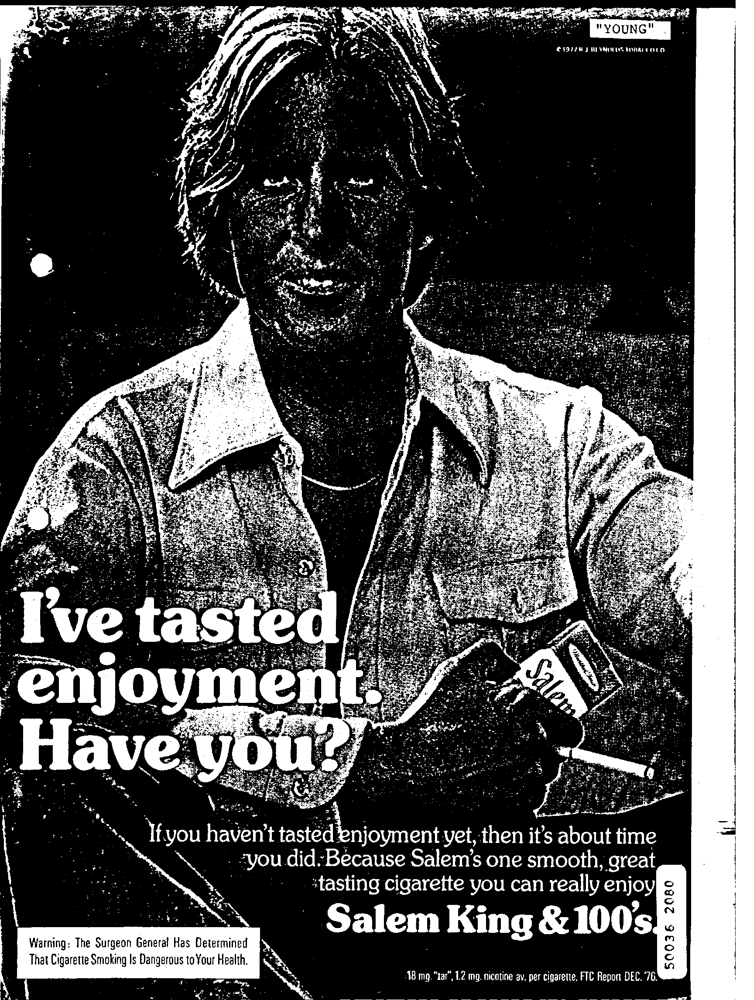 "YOUNG"
© 1977 R.J. REYNOLDS TOBACCO CO.
I've tasted
enjoyment.
Have you?
Salem
If you haven't tasted enjoyment yet, then it's about time
you did. Because Salem's one smooth, great
tasting cigarette you can really enjoy
Salem King & 100's.
Warning: The Surgeon General Has Determined
That Cigarette Smoking Is Dangerous to Your Health.
18 mg. "tar", 1.2 mg. nicotine av. per cigarette, FTC Report DEC. '76.
50036 2080